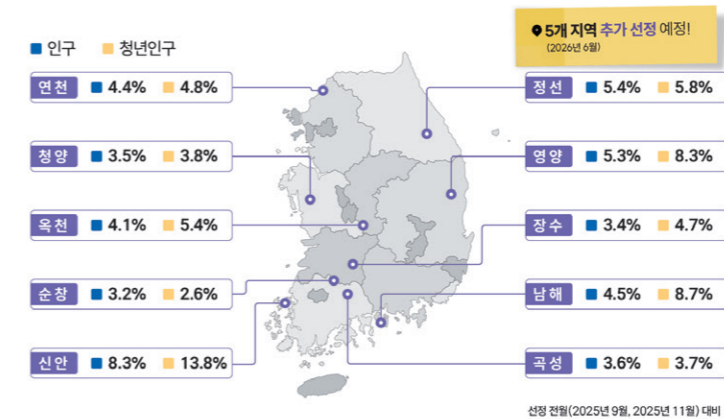 인구 청년인구
5개 지역 추가 선정 예정!
(2026년 6월)
연천 4.4% 4.8%
청양 3.5% 3.8%
옥천 4.1% 5.4%
순창 3.2% 2.6%
신안 8.3% 13.8%
정선 5.4% 5.8%
영양 5.3% 8.3%
장수 3.4% 4.7%
남해 4.5% 8.7%
곡성 3.6% 3.7%
선정 전월(2025년 9월, 2025년 11월) 대비